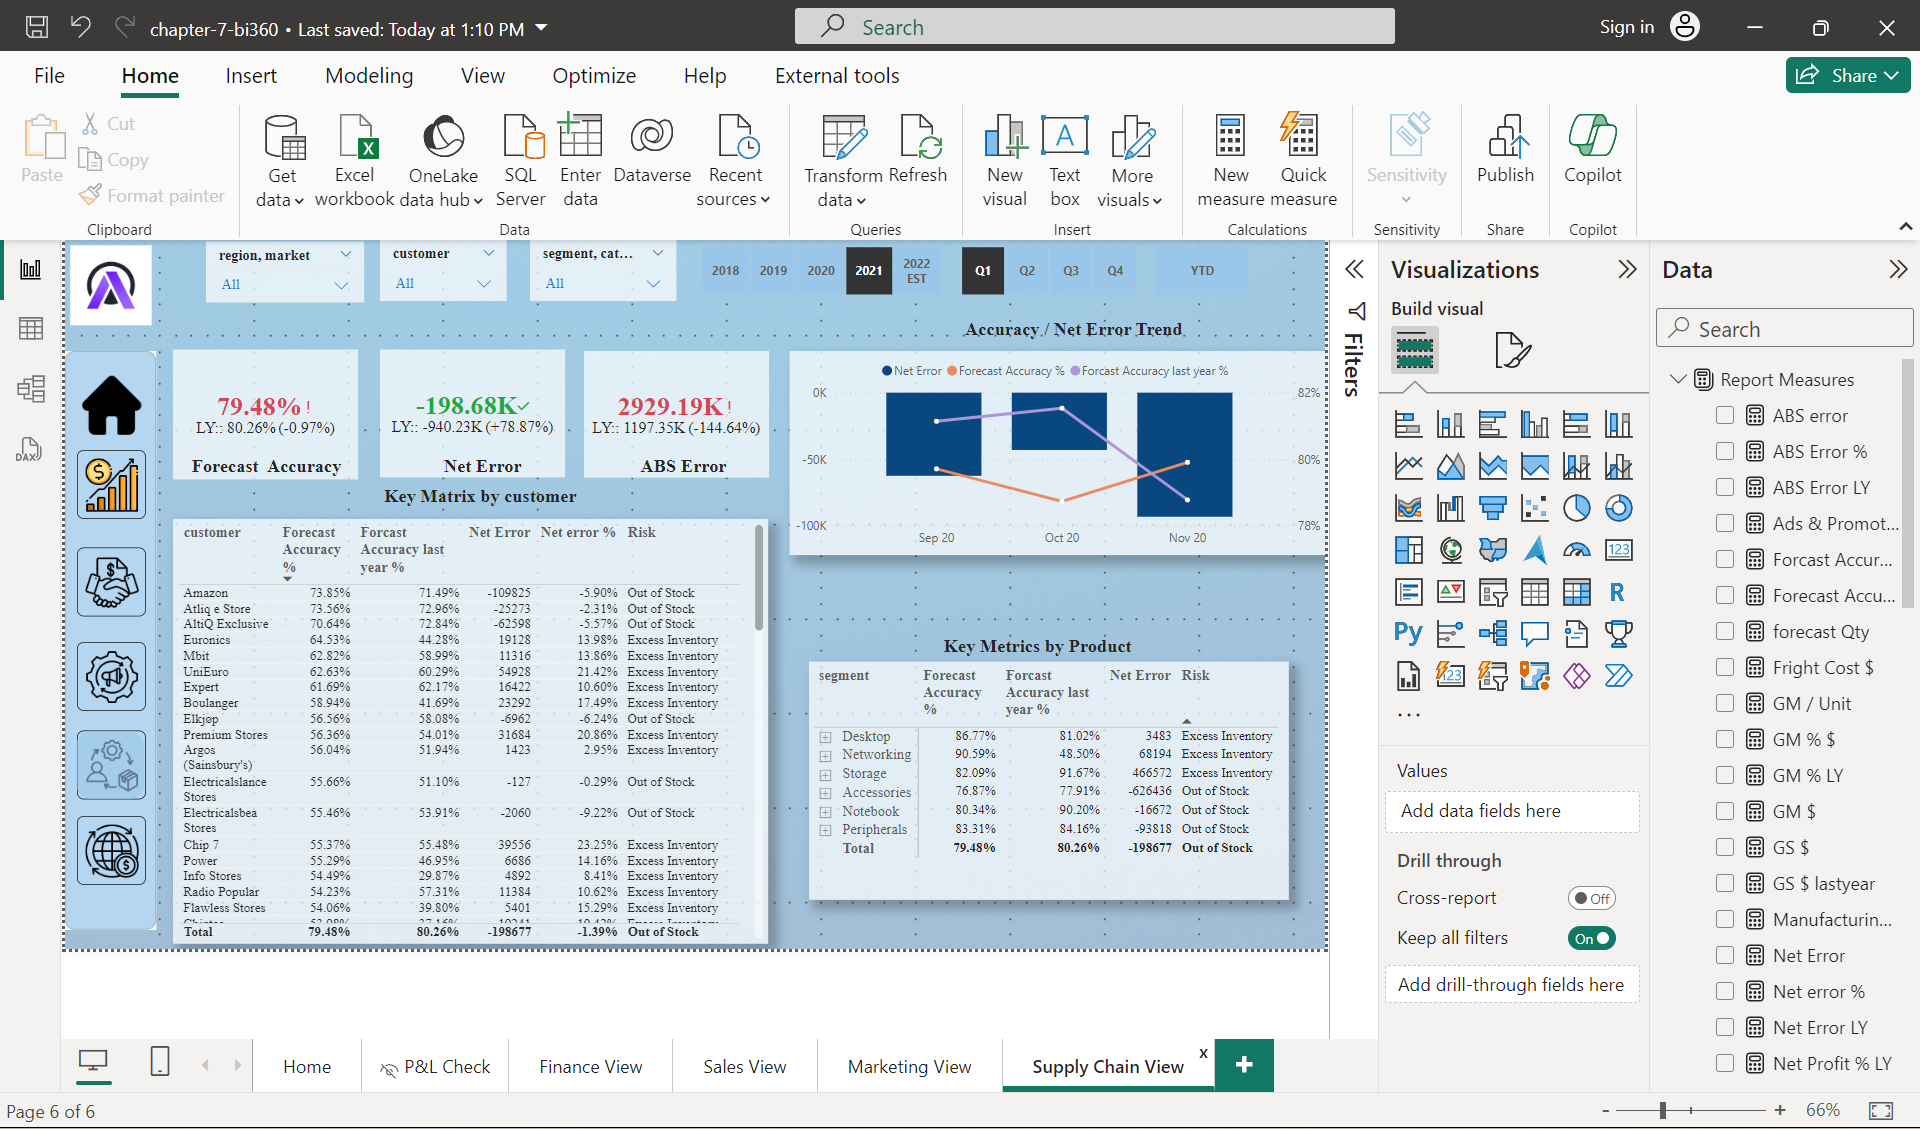 chapter-7-bi360 • Last saved: Today at 1:10 PM
Search
Sign in
File
Home
Insert
Modeling
View
Optimize
Help
External tools
Share
Paste
Cut
Copy
Format painter
Clipboard
Get data
Excel workbook
OneLake data hub
SQL Server
Enter data
Dataverse
Recent sources
Data
Transform data
Refresh
Queries
New visual
Text box
More visuals
Insert
New measure
Quick measure
Calculations
Sensitivity
Sensitivity
Publish
Share
Copilot
Copilot
DAX
region, market
All
customer
All
segment, cat...
All
2018 2019 2020 2021 2022 EST
Q1 Q2 Q3 Q4
YTD
79.48%!
LY:: 80.26% (-0.97%)
Forecast Accuracy
-198.68K
LY:: -940.23K (+78.87%)
Net Error
2929.19K!
LY:: 1197.35K (-144.64%)
ABS Error
Accuracy / Net Error Trend
Net Error Forecast Accuracy % Forcast Accuracy last year %
0K
-50K
-100K
82%
80%
78%
Sep 20 Oct 20 Nov 20
Key Matrix by customer
customer Forecast Accuracy % Forcast Accuracy last year % Net Error Net error % Risk
Amazon 73.85% 71.49% -109825 -5.90% Out of Stock
Atliq e Store 73.56% 72.96% -25273 -2.31% Out of Stock
AltiQ Exclusive 70.64% 72.84% -62598 -5.57% Out of Stock
Euronics 64.53% 44.28% 19128 13.98% Excess Inventory
Mbit 62.82% 58.99% 11316 13.86% Excess Inventory
UniEuro 62.63% 60.29% 54928 21.42% Excess Inventory
Expert 61.69% 62.17% 16422 10.60% Excess Inventory
Boulanger 58.94% 41.69% 23292 17.49% Excess Inventory
Elkjøp 56.56% 58.08% -6962 -6.24% Out of Stock
Premium Stores 56.36% 54.01% 31684 20.86% Excess Inventory
Argos (Sainsbury's) 56.04% 51.94% 1423 2.95% Excess Inventory
Electricalslance Stores 55.66% 51.10% -127 -0.29% Out of Stock
Electricalsbea Stores 55.46% 53.91% -2060 -9.22% Out of Stock
Chip 7 55.37% 55.48% 39556 23.25% Excess Inventory
Power 55.29% 46.95% 6686 14.16% Excess Inventory
Info Stores 54.49% 29.87% 4892 8.41% Excess Inventory
Radio Popular 54.23% 57.31% 11384 10.62% Excess Inventory
Flawless Stores 54.06% 39.80% 5401 15.29% Excess Inventory
Total 79.48% 80.26% -198677 -1.39% Out of Stock
Key Metrics by Product
segment Forecast Accuracy % Forcast Accuracy last year % Net Error Risk
Desktop 86.77% 81.02% 3483 Excess Inventory
Networking 90.59% 48.50% 68194 Excess Inventory
Storage 82.09% 91.67% 466572 Excess Inventory
Accessories 76.87% 77.91% -626436 Out of Stock
Notebook 80.34% 90.20% -16672 Out of Stock
Peripherals 83.31% 84.16% -93818 Out of Stock
Total 79.48% 80.26% -198677 Out of Stock
Filters
Visualizations
Build visual
123
R
Py
123
...
Values
Add data fields here
Drill through
Cross-report
Off
Keep all filters
On
Add drill-through fields here
Data
Search
Report Measures
ABS error
ABS Error %
ABS Error LY
Ads & Promot...
Forcast Accur...
Forecast Accu...
forecast Qty
Fright Cost $
GM / Unit
GM % $
GM % LY
GM $
GS $
GS $ lastyear
Manufacturin...
Net Error
Net error %
Net Error LY
Net Profit % LY
Home
P&L Check
Finance View
Sales View
Marketing View
Supply Chain View
x
+
Page 6 of 6
- + 66%